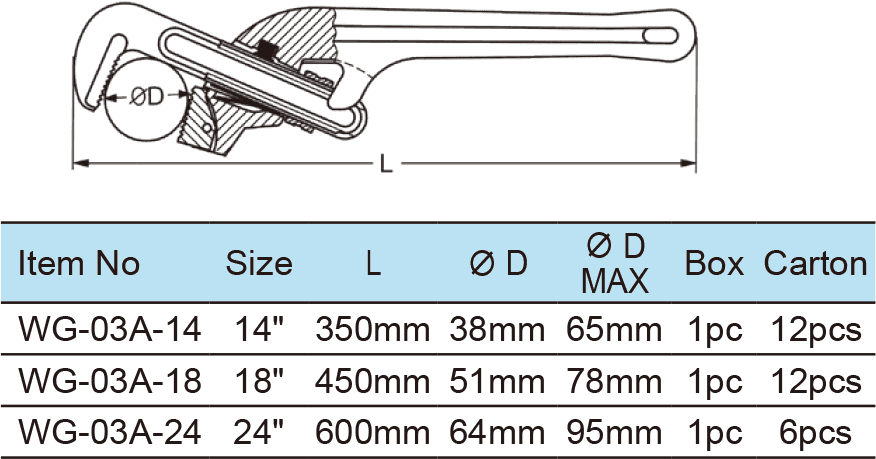 ØD
L
Item No Size L Ø D Ø D MAX Box Carton
WG-03A-14 14" 350mm 38mm 65mm 1pc 12pcs
WG-03A-18 18" 450mm 51mm 78mm 1pc 12pcs
WG-03A-24 24" 600mm 64mm 95mm 1pc 6pcs